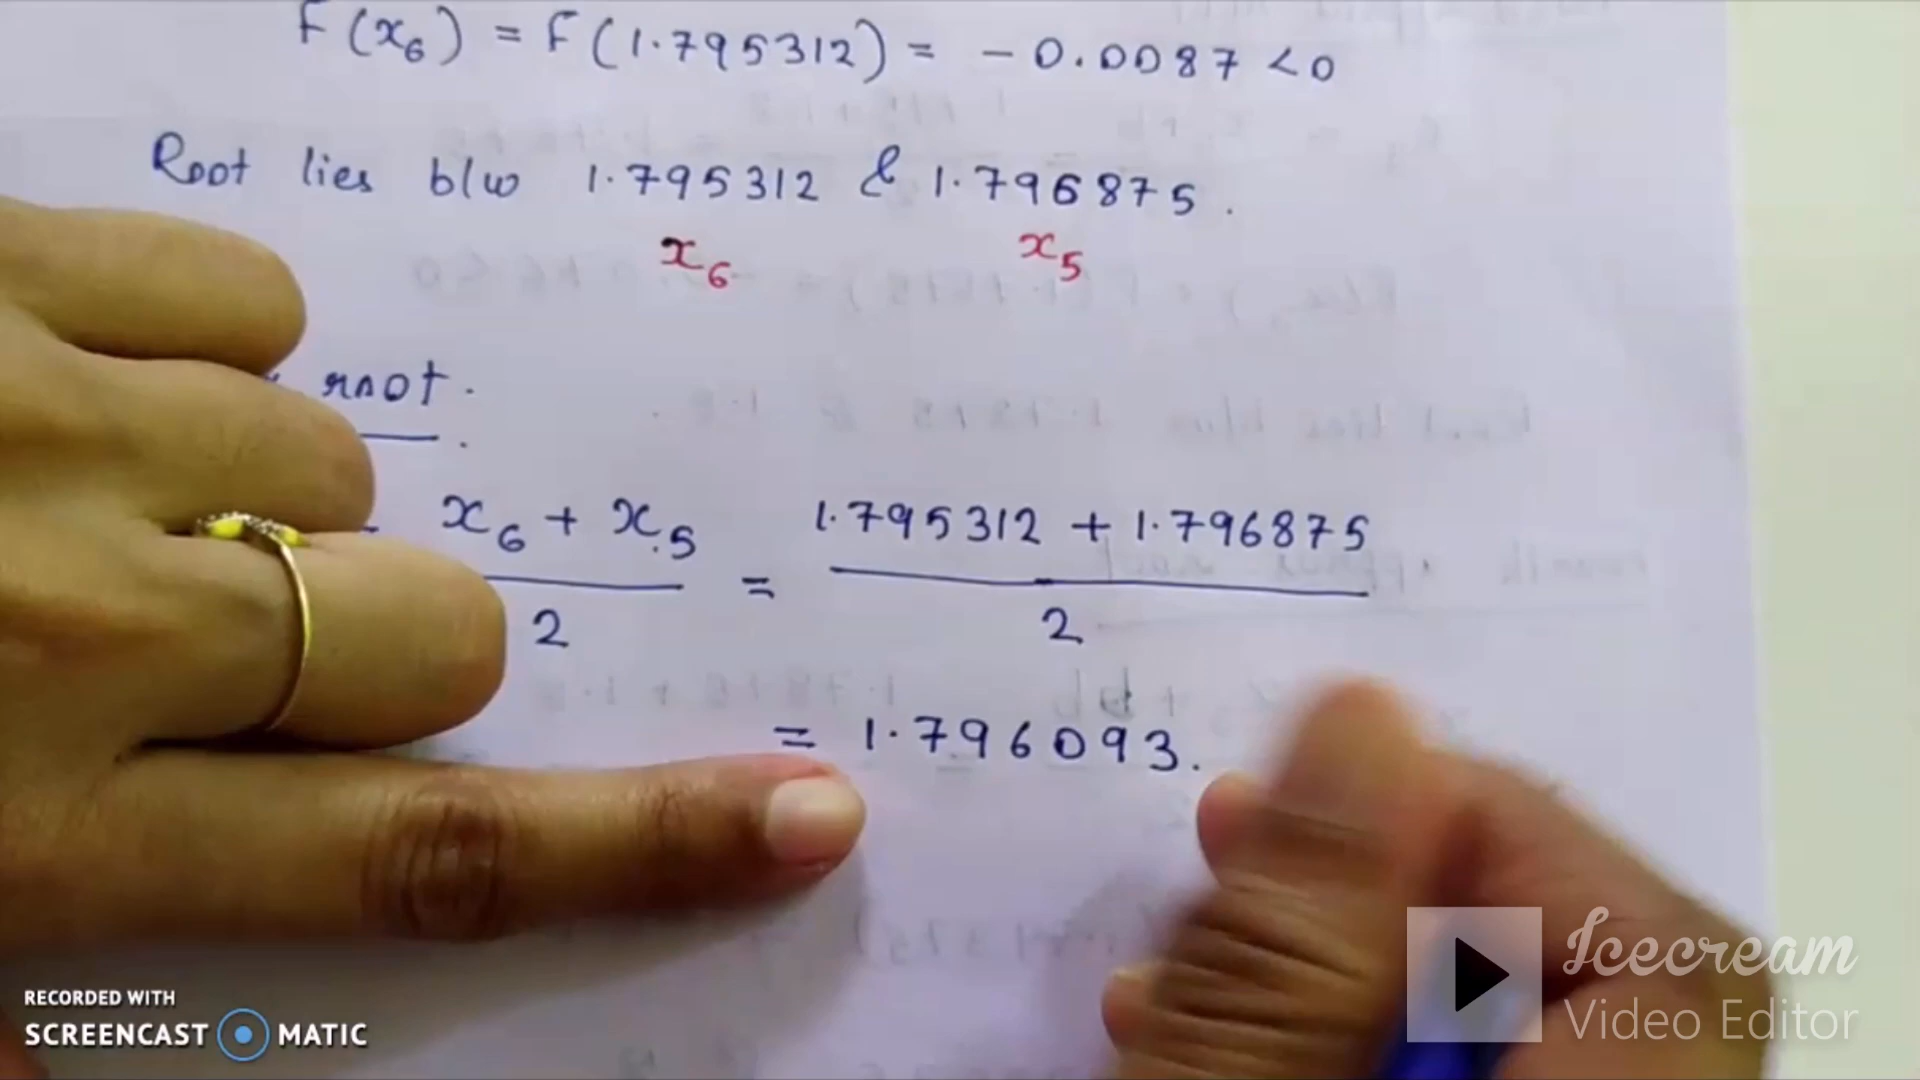 F(x₆) = F(1.795312) = -0.0087 < 0
Root lies b/w 1.795312 & 1.796875.
x₆ x₅
root.
x₆ + x₅ / 2 = 1.795312 + 1.796875 / 2
= 1.796093.
RECORDED WITH
SCREENCAST MATIC
Icecream
Video Editor